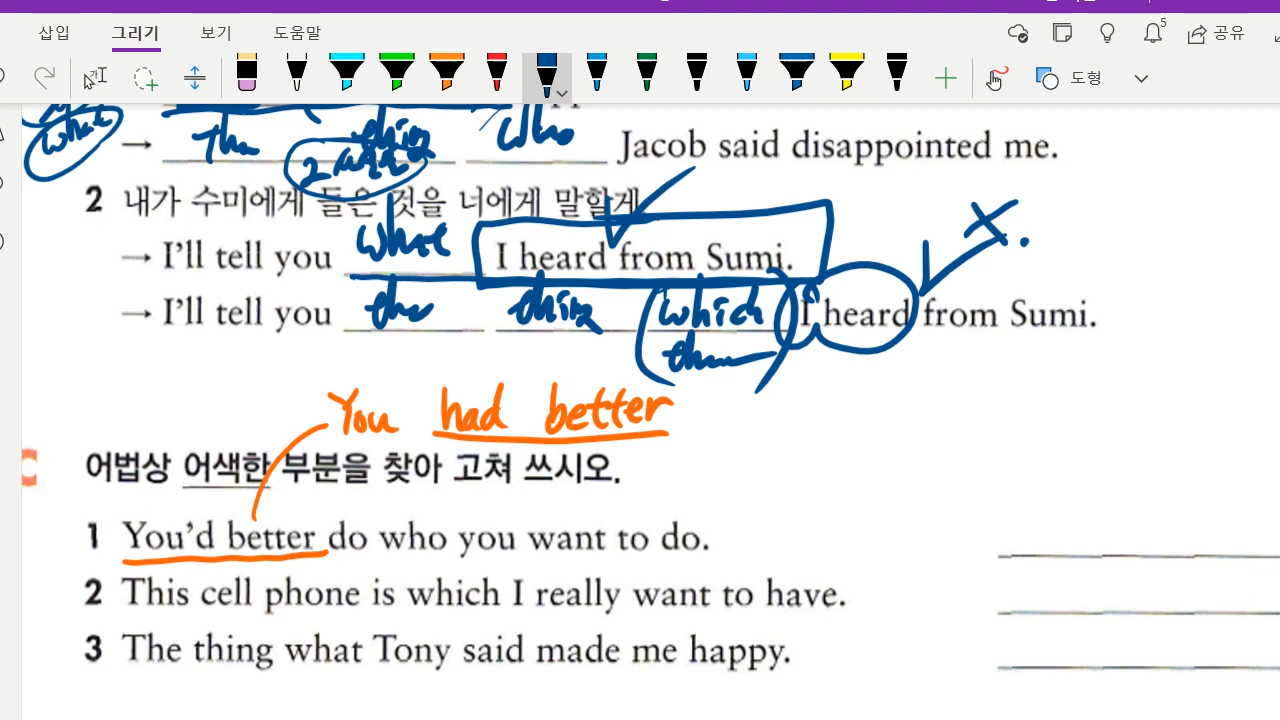 삽입 그리기 보기 도움말 5 공유
가 도형
what The thing who
→ Jacob said disappointed me.
2 내가 수미에게 들은 것을 너에게 말할게
→ I'll tell you what I heard from Sumi.
x.
→ I'll tell you the thing (which I heard from Sumi.
You had better
C 어법상 어색한 부분을 찾아 고쳐 쓰시오.
1 You'd better do who you want to do.
2 This cell phone is which I really want to have.
3 The thing what Tony said made me happy.